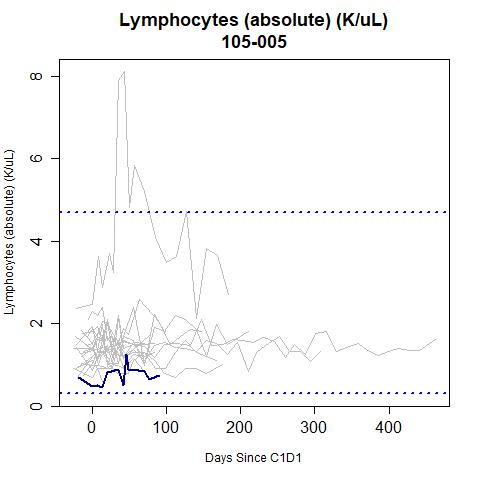 Lymphocytes (absolute) (K/uL)
105-005
Lymphocytes (absolute) (K/uL)
8
6
4
2
0
0 100 200 300 400
Days Since C1D1